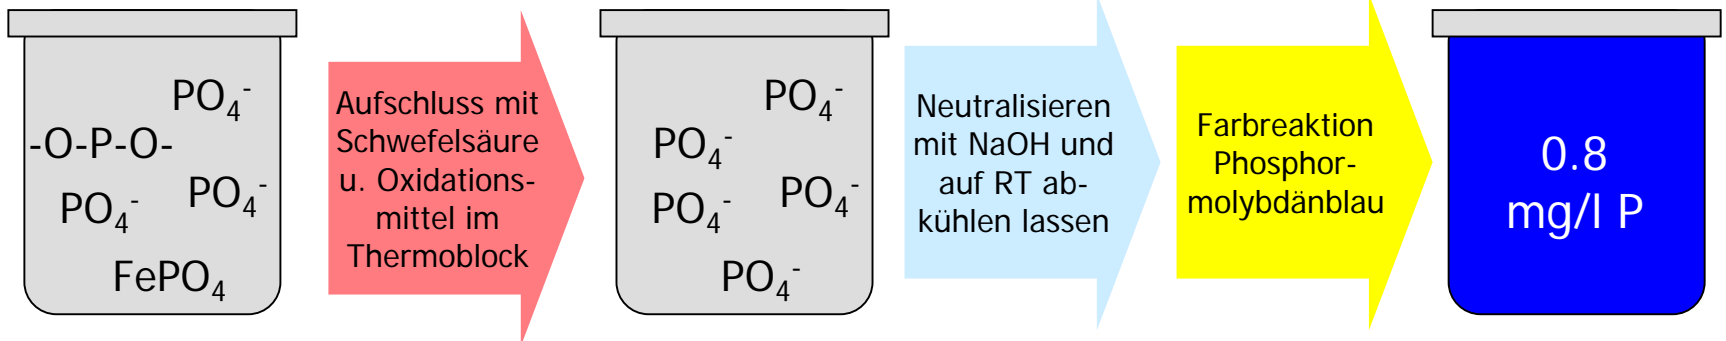 PO₄⁻
-O-P-O-
PO₄⁻
PO₄⁻
FePO₄
Aufschluss mit
Schwefelsäure
u. Oxidations-
mittel im
Thermoblock
PO₄⁻
PO₄⁻
PO₄⁻
PO₄⁻
PO₄⁻
Neutralisieren
mit NaOH und
auf RT ab-
kühlen lassen
Farbreaktion
Phosphor-
molybdänblau
0.8
mg/l P